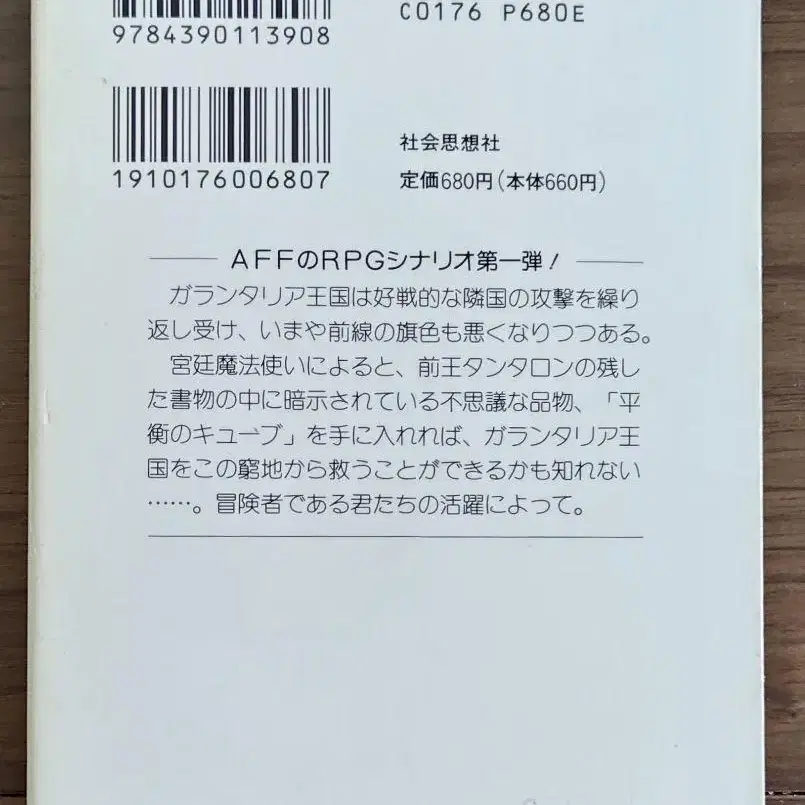 9784390113908
C0176 P680E
1910176006807
社会思想社
定価680円(本体660円)
AFFのRPGシナリオ第一弾!
ガランタリア王国は好戦的な隣国の攻撃を繰り
返し受け、いまや前線の旗色も悪くなりつつある。
宮廷魔法使いによると、前王タンタロンの残し
た書物の中に暗示されている不思議な品物、「平
衡のキューブ」を手に入れれば、ガランタリア王
国をこの窮地から救うことができるかも知れない
……。冒険者である君たちの活躍によって。